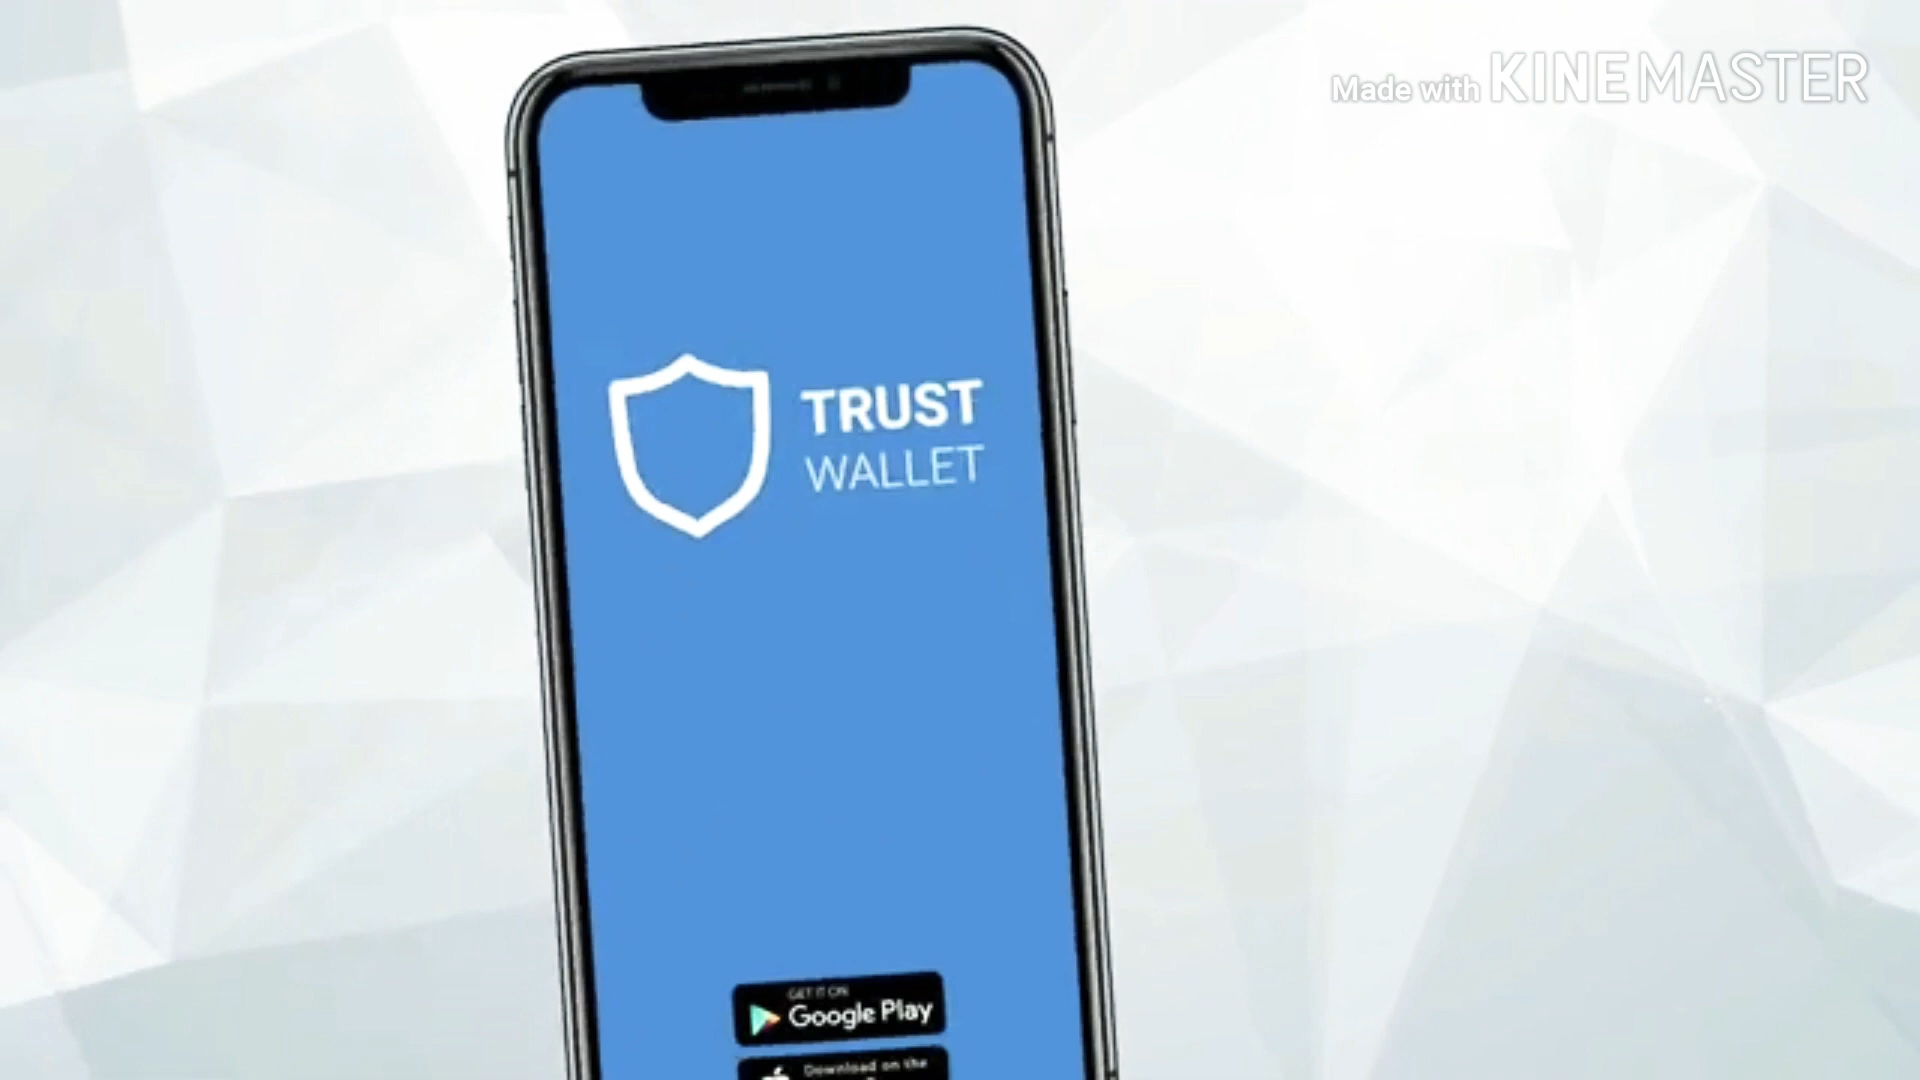 Made with KINEMASTER
TRUST
WALLET
GET IT ON
Google Play
Download on the